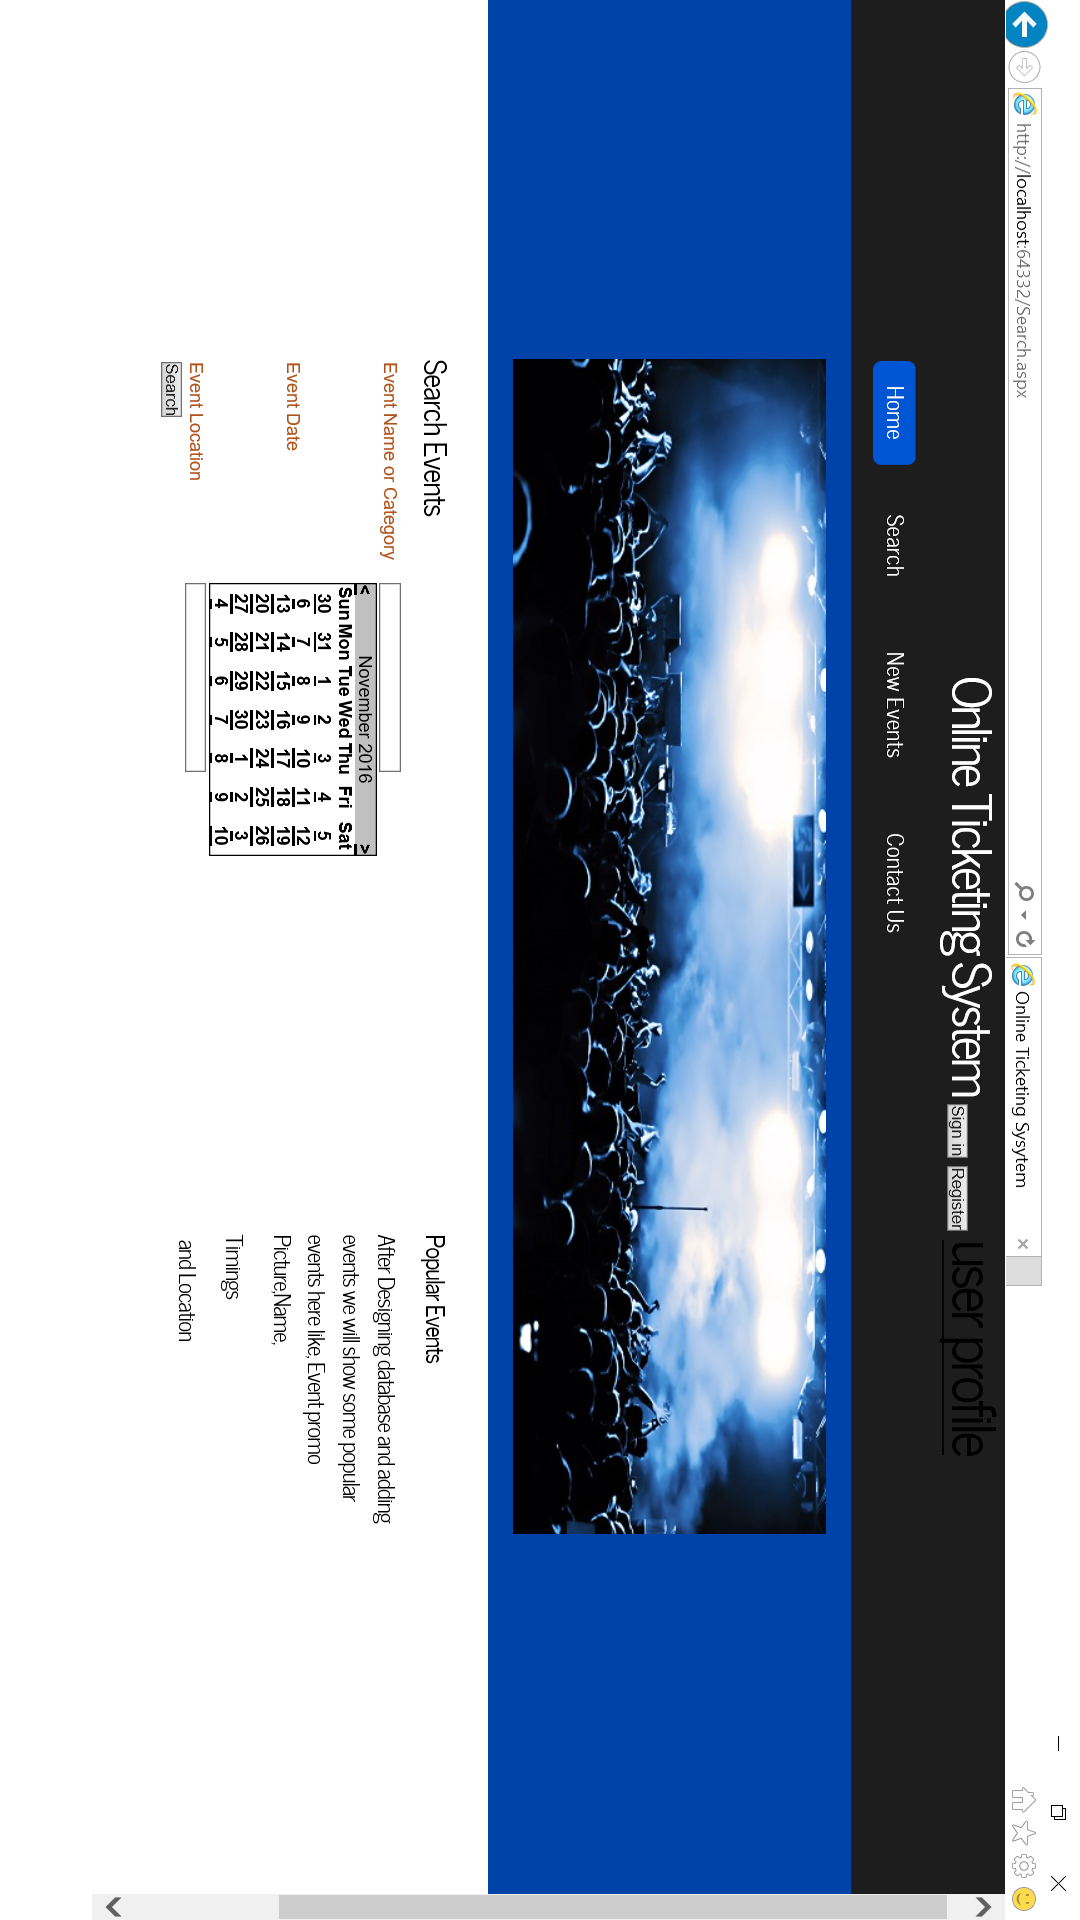 http://localhost:64332/Search.aspx
Online Ticketing Sysytem
Online Ticketing System Sign in Register user profile
Home Search New Events Contact Us
Search Events
Event Name or Category
November 2016
Sun Mon Tue Wed Thu Fri Sat
30 31 1 2 3 4 5
6 7 8 9 10 11 12
13 14 15 16 17 18 19
20 21 22 23 24 25 26
27 28 29 30 1 2 3
4 5 6 7 8 9 10
Event Date
Event Location
Search
Popular Events
After Designing database and adding
events we will show some popular
events here like, Event promo
Picture,Name,
Timings
and Location